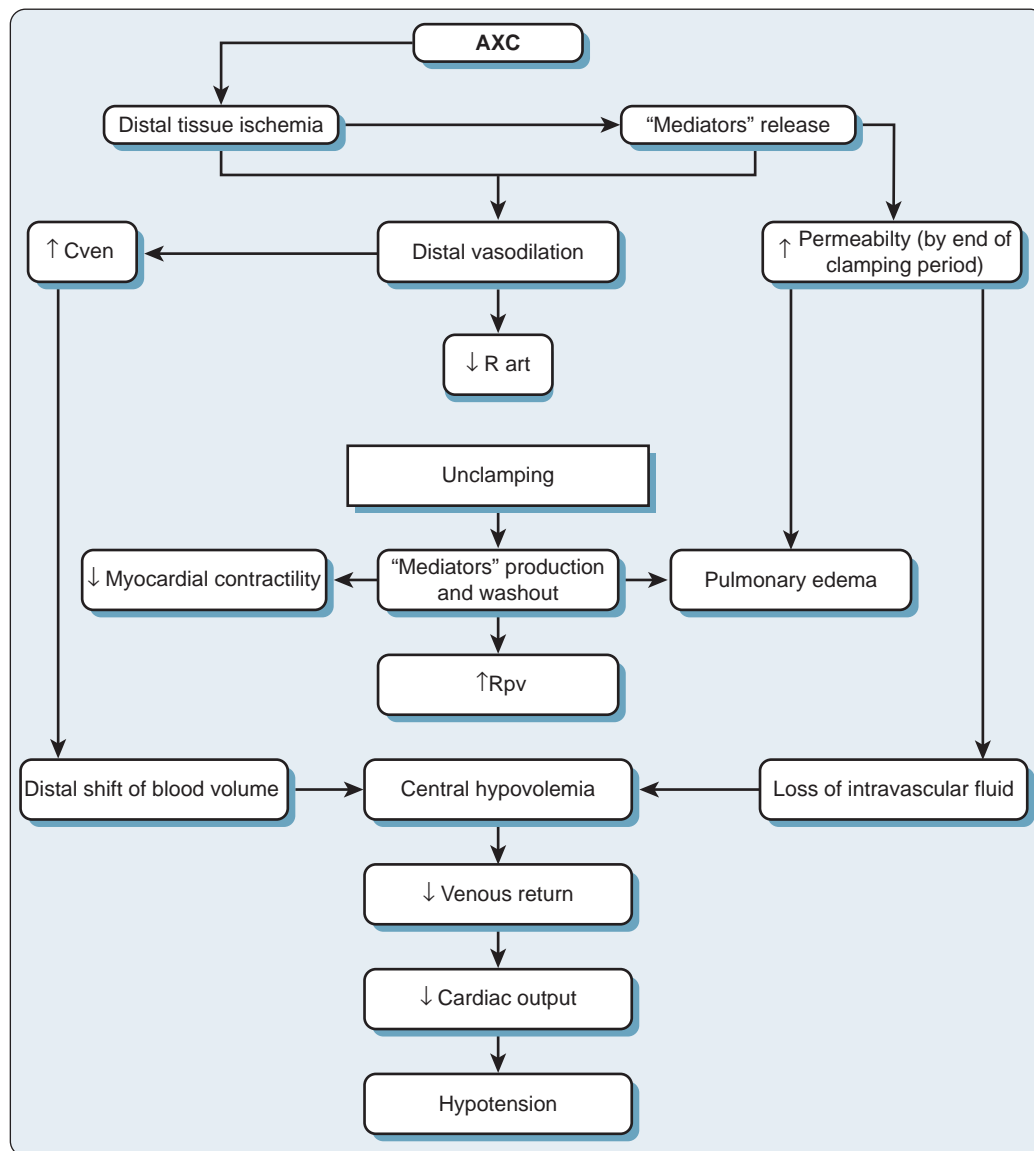 AXC
Distal tissue ischemia
“Mediators” release
↑ Cven
Distal vasodilation
↑ Permeabilty (by end of
clamping period)
↓ R art
Unclamping
↓ Myocardial contractility
“Mediators” production
and washout
Pulmonary edema
↑Rpv
Distal shift of blood volume
Central hypovolemia
Loss of intravascular fluid
↓ Venous return
↓ Cardiac output
Hypotension